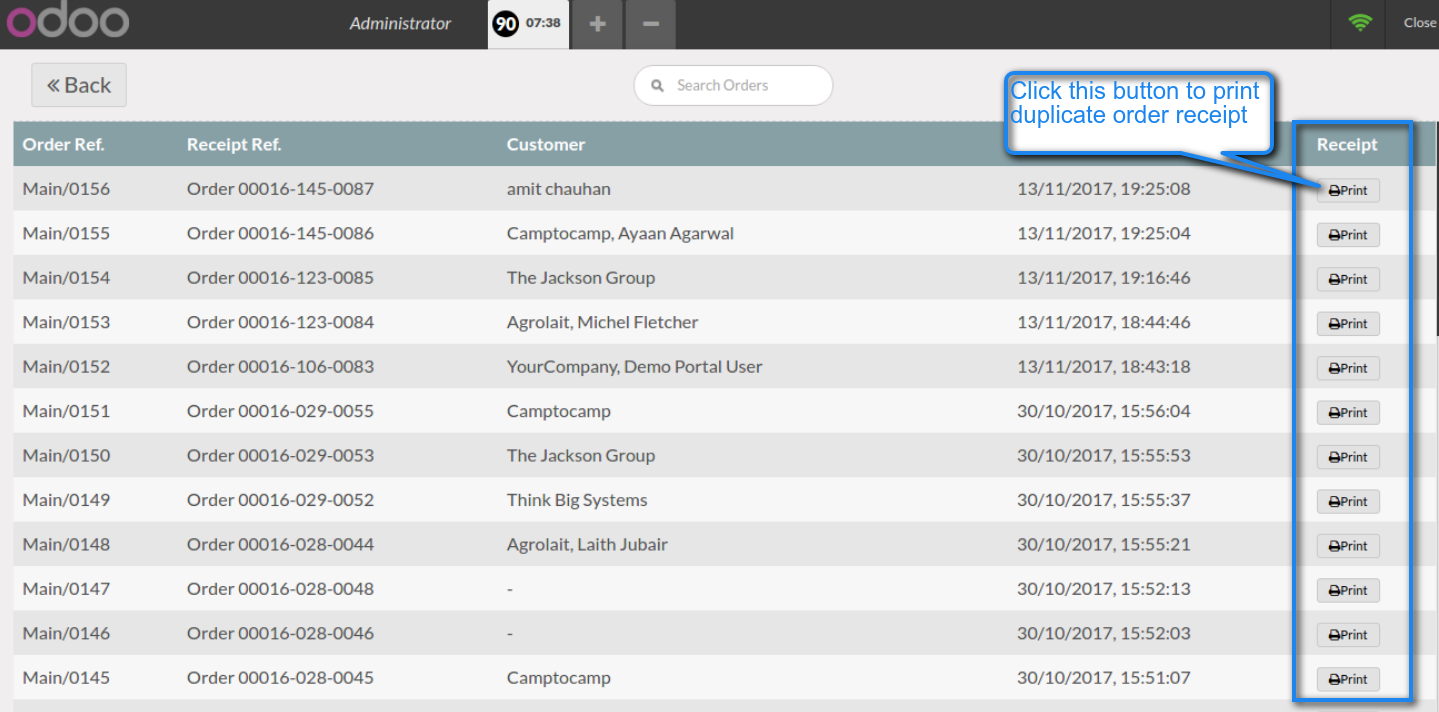 odoo Administrator 90 07:38 + − Close
« Back Search Orders
Click this button to print
duplicate order receipt
Order Ref. Receipt Ref. Customer Receipt
Main/0156 Order 00016-145-0087 amit chauhan 13/11/2017, 19:25:08 Print
Main/0155 Order 00016-145-0086 Camptocamp, Ayaan Agarwal 13/11/2017, 19:25:04 Print
Main/0154 Order 00016-123-0085 The Jackson Group 13/11/2017, 19:16:46 Print
Main/0153 Order 00016-123-0084 Agrolait, Michel Fletcher 13/11/2017, 18:44:46 Print
Main/0152 Order 00016-106-0083 YourCompany, Demo Portal User 13/11/2017, 18:43:18 Print
Main/0151 Order 00016-029-0055 Camptocamp 30/10/2017, 15:56:04 Print
Main/0150 Order 00016-029-0053 The Jackson Group 30/10/2017, 15:55:53 Print
Main/0149 Order 00016-029-0052 Think Big Systems 30/10/2017, 15:55:37 Print
Main/0148 Order 00016-028-0044 Agrolait, Laith Jubair 30/10/2017, 15:55:21 Print
Main/0147 Order 00016-028-0048 - 30/10/2017, 15:52:13 Print
Main/0146 Order 00016-028-0046 - 30/10/2017, 15:52:03 Print
Main/0145 Order 00016-028-0045 Camptocamp 30/10/2017, 15:51:07 Print